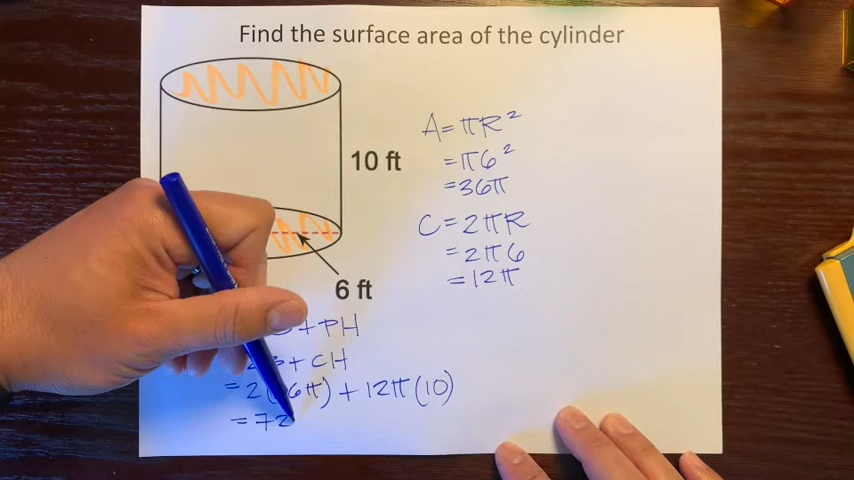 Find the surface area of the cylinder
10 ft
6 ft
A = πR²
= π6²
= 36π
C = 2πR
= 2π6
= 12π
+ PH
+ CH
= 2( 6π) + 12π(10)
= 72